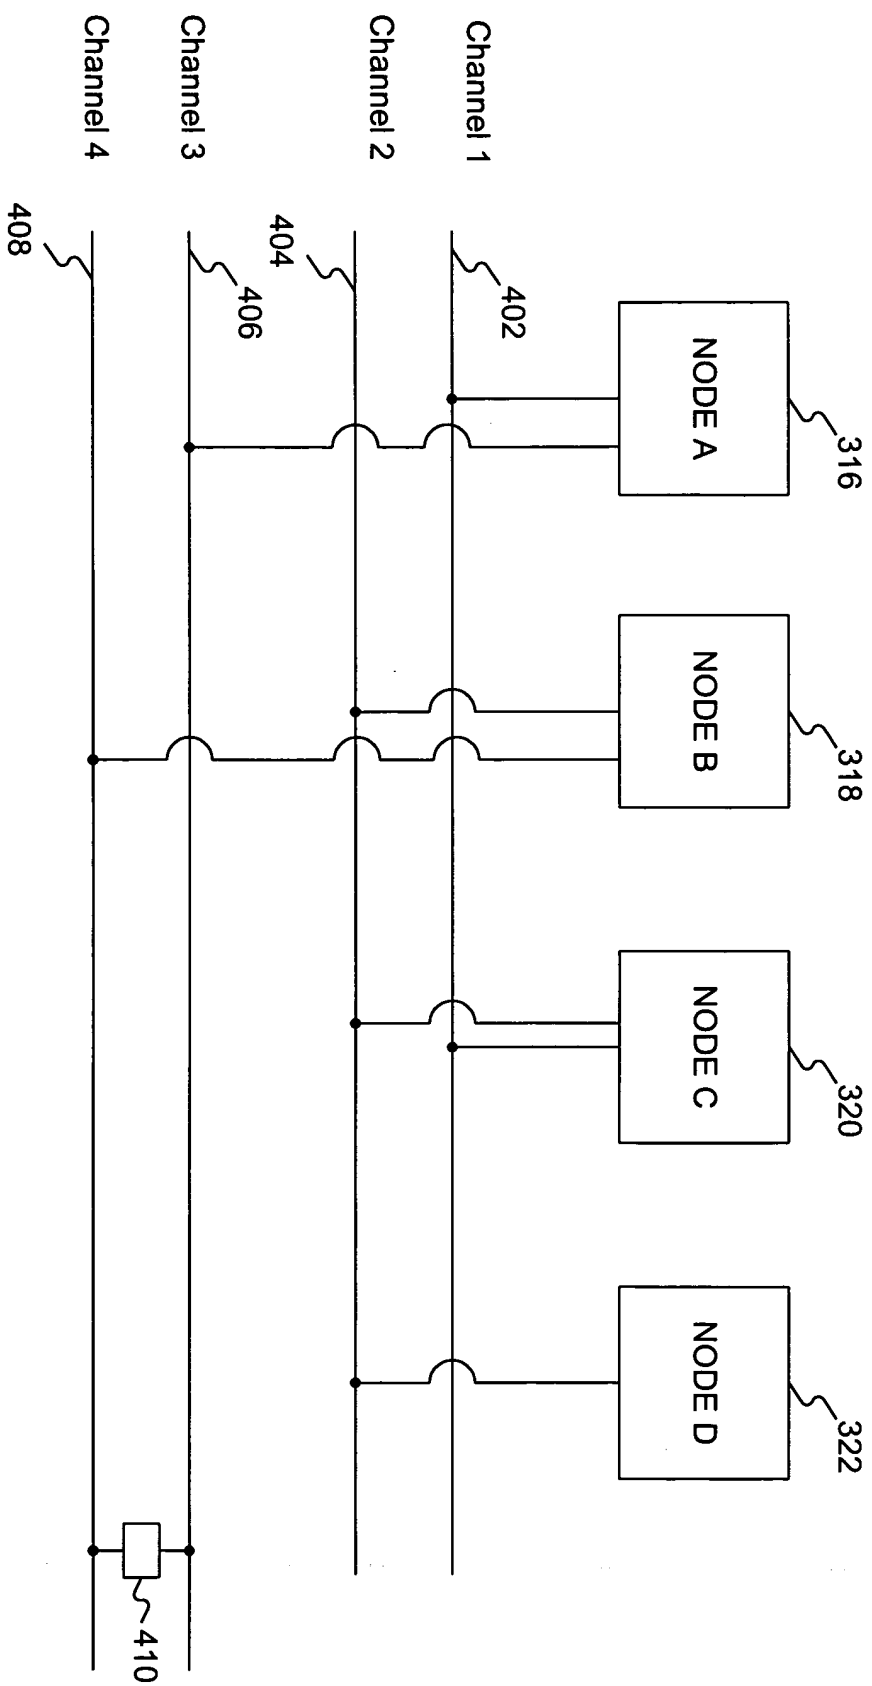 316
318
320
322
NODE A
NODE B
NODE C
NODE D
402
Channel 1
404
Channel 2
406
Channel 3
410
Channel 4
408